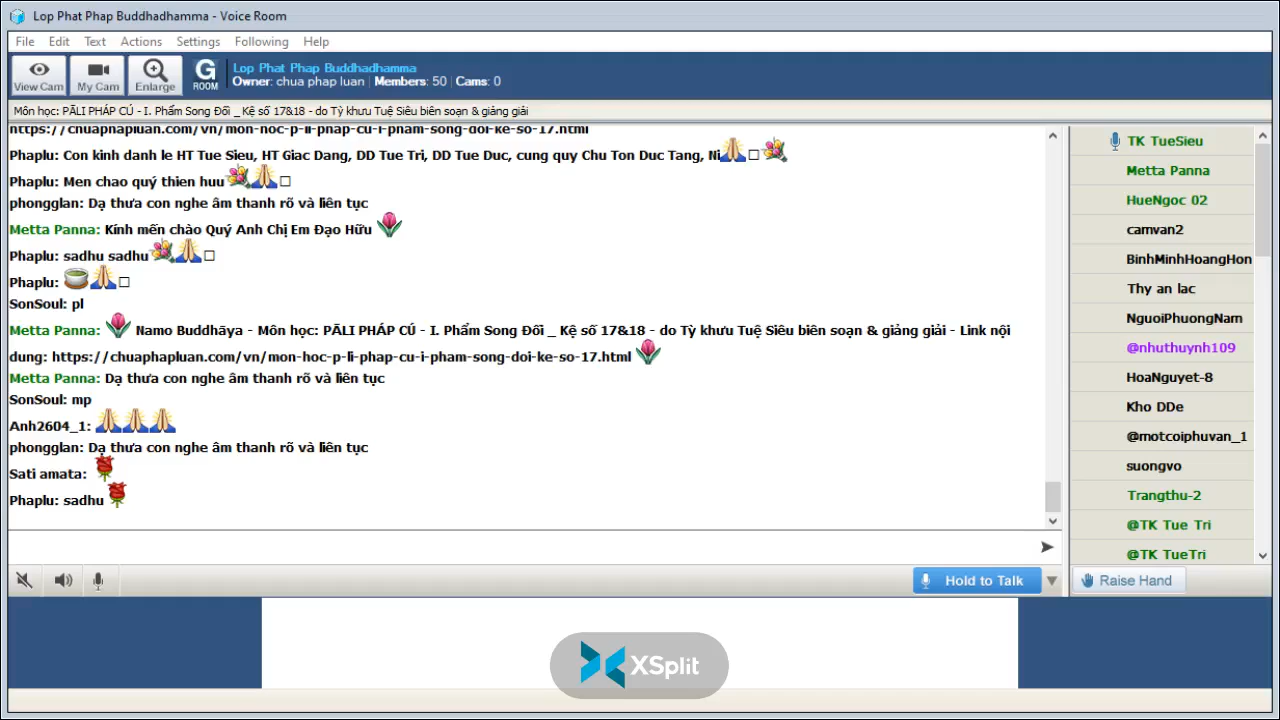 Lop Phat Phap Buddhadhamma - Voice Room
File Edit Text Actions Settings Following Help
View Cam My Cam Enlarge G ROOM
Lop Phat Phap Buddhadhamma
Owner: chua phap luan | Members: 50 | Cams: 0
Môn học: PĀLI PHÁP CÚ - I. Phẩm Song Đối _ Kệ số 17&18 - do Tỳ khưu Tuệ Siêu biên soạn & giảng giải
https://chuaphapluan.com/vn/mon-hoc-p-li-phap-cu-i-pham-song-doi-ke-so-17.html
Phaplu: Con kinh danh le HT Tue Sieu, HT Giac Dang, DD Tue Tri, DD Tue Duc, cung quy Chu Ton Duc Tang, Ni
Phaplu: Men chao quý thien huu
phongglan: Dạ thưa con nghe âm thanh rõ và liên tục
Metta Panna: Kính mến chào Quý Anh Chị Em Đạo Hữu
Phaplu: sadhu sadhu
Phaplu:
SonSoul: pl
Metta Panna: Namo Buddhāya - Môn học: PĀLI PHÁP CÚ - I. Phẩm Song Đối _ Kệ số 17&18 - do Tỳ khưu Tuệ Siêu biên soạn & giảng giải - Link nội
dung: https://chuaphapluan.com/vn/mon-hoc-p-li-phap-cu-i-pham-song-doi-ke-so-17.html
Metta Panna: Dạ thưa con nghe âm thanh rõ và liên tục
SonSoul: mp
Anh2604_1:
phongglan: Dạ thưa con nghe âm thanh rõ và liên tục
Sati amata:
Phaplu: sadhu
TK TueSieu
Metta Panna
HueNgoc 02
camvan2
BinhMinhHoangHon
Thy an lac
NguoiPhuongNam
@nhuthuynh109
HoaNguyet-8
Kho DDe
@motcoiphuvan_1
suongvo
Trangthu-2
@TK Tue Tri
@TK TueTri
Hold to Talk
Raise Hand
XSplit